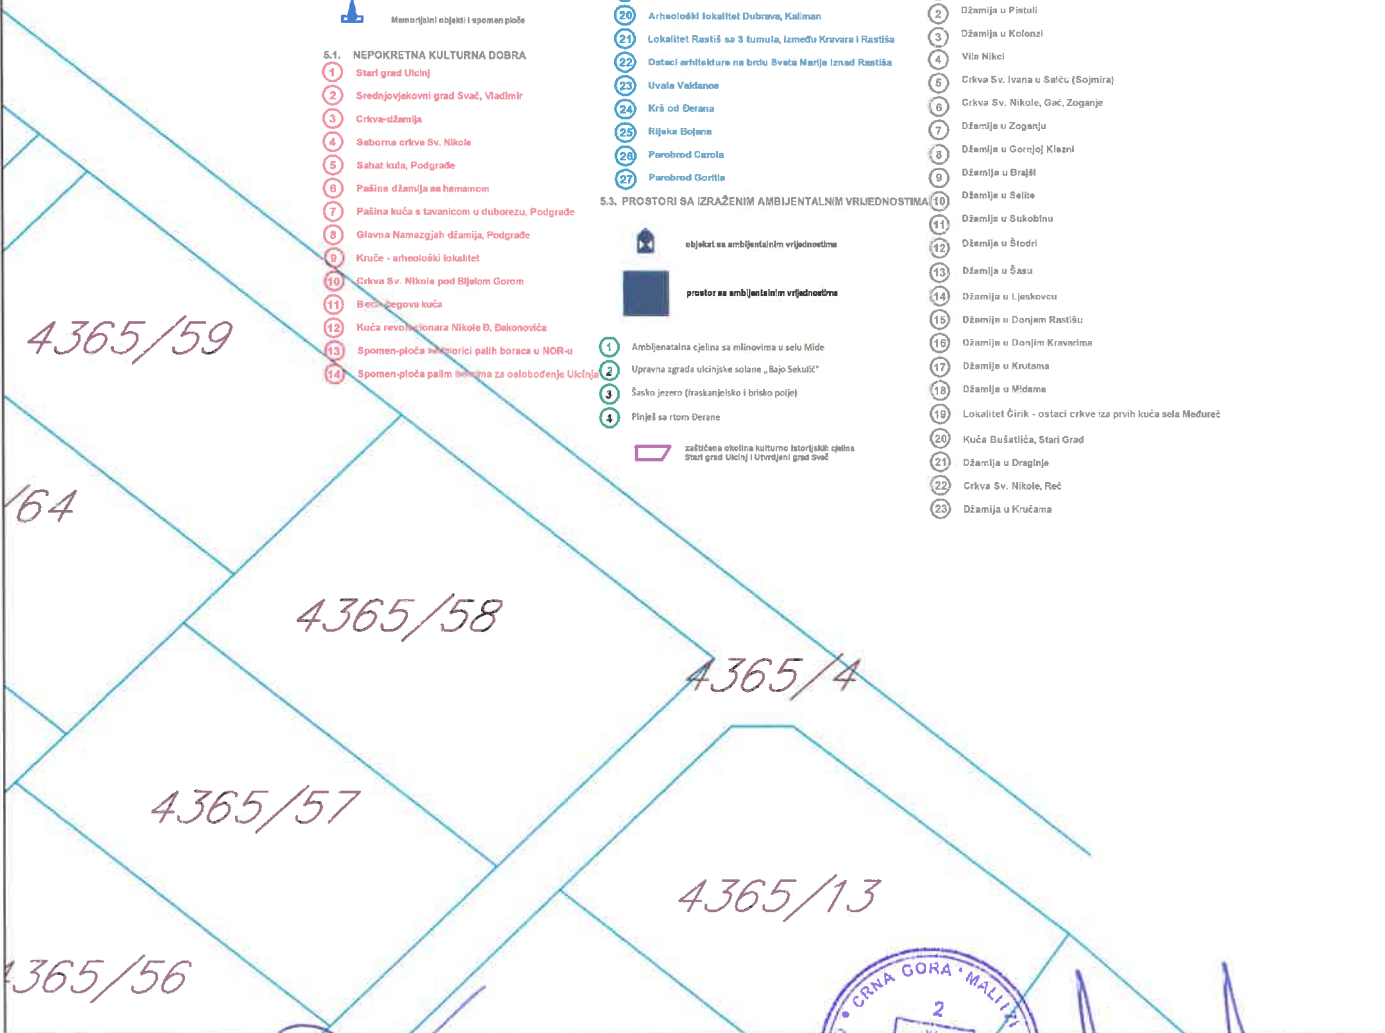 Memorijalni objekti i spomen ploče
5.1. NEPOKRETNA KULTURNA DOBRA
1 Stari grad Ulcinj
2 Srednjovjekovni grad Svač, Vladimir
3 Crkva-džamija
4 Saborna crkva Sv. Nikole
5 Sahat kula, Podgrađe
6 Pašina džamija sa hamamom
7 Pašina kuća s tavanicom u duborezu, Podgrađe
8 Glavna Namazgjah džamija, Podgrađe
9 Kruče - arheološki lokalitet
10 Crkva Sv. Nikole pod Bijelom Gorom
11 begova kuća
12 Kuća revolucionara Nikole Đ. Đakonovića
13 Spomen-ploča palih boraca u NOR-u
14 Spomen-ploča palim borcima za oslobođenje Ulcinja
20 Arheološki lokalitet Dubrava, Kaliman
21 Lokalitet Rastiš sa 3 tumula, između Kravara i Rastiša
22 Ostaci arhitekture na brdu Sveta Marija iznad Rastiša
23 Uvala Valdanos
24 Krš od Đerana
25 Rijeka Bojana
26 Parobrod Carola
27 Parobrod Goritia
5.3. PROSTORI SA IZRAŽENIM AMBIJENTALNIM VRIJEDNOSTIMA
objekat sa ambijentalnim vrijednostima
prostor sa ambijentalnim vrijednostima
1 Ambijenatalna cjelina sa mlinovima u selu Mide
2 Upravna zgrada ulcinjske solane „Bajo Sekulić"
3 Šasko jezero (fraskanjelsko i brisko polje)
4 Pinješ sa rtom Đerane
zaštićena okolina kulturno istorijskih cjelina
Stari grad Ulcinj i Utvrdjeni grad Svač
2 Džamija u Pistuli
3 Džamija u Kolonzi
4 Vila Nikci
5 Crkva Sv. Ivana u Salču (Sojmira)
6 Crkva Sv. Nikole, Gač, Zoganje
7 Džamija u Zoganju
8 Džamija u Gornjoj Klezni
9 Džamija u Brajši
10 Džamija u Selite
11 Džamija u Sukobinu
12 Džamija u Štodri
13 Džamija u Šasu
14 Džamija u Ljeskovcu
15 Džamija u Donjem Rastišu
16 Džamija u Donjim Kravarima
17 Džamija u Krutama
18 Džamija u Midama
19 Lokalitet Čirik - ostaci crkve iza prvih kuća sela Međureč
20 Kuća Bušatlića, Stari Grad
21 Džamija u Draginje
22 Crkva Sv. Nikole, Reč
23 Džamija u Kručama
4365/59
/64
4365/58
4365/4
4365/57
4365/13
4365/56
CRNA GORA • MALI
2